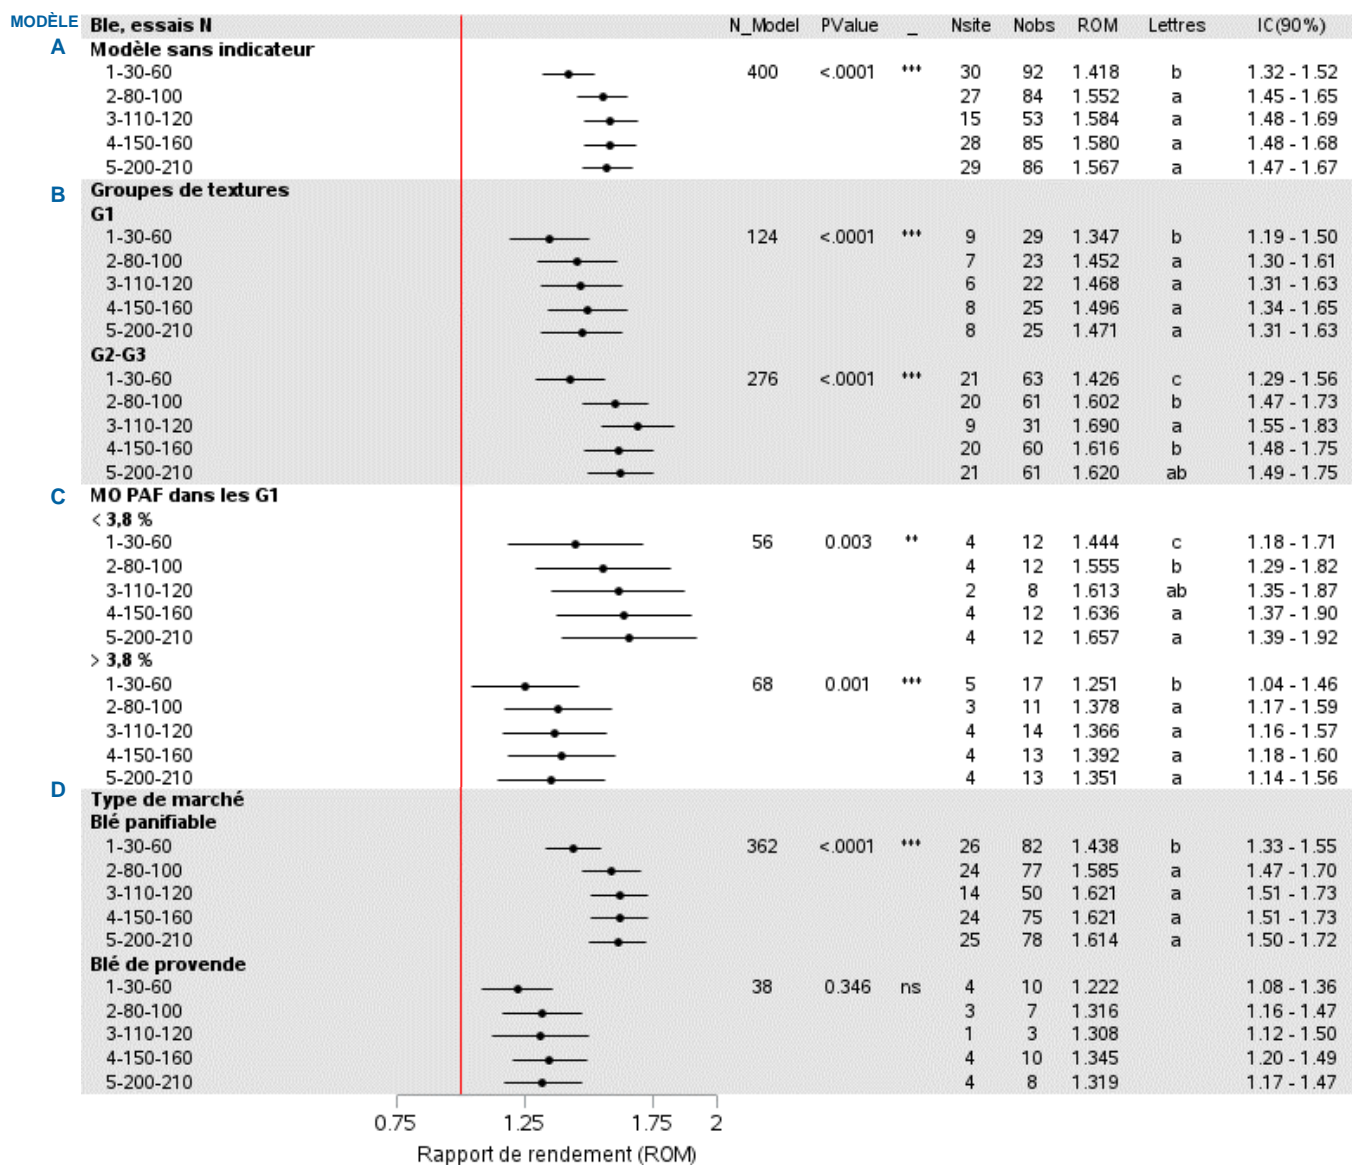 MODÈLE Ble, essais N N_Model PValue _ Nsite Nobs ROM Lettres IC(90%)
A Modèle sans indicateur
1-30-60 400 <.0001 *** 30 92 1.418 b 1.32 - 1.52
2-80-100 27 84 1.552 a 1.45 - 1.65
3-110-120 15 53 1.584 a 1.48 - 1.69
4-150-160 28 85 1.580 a 1.48 - 1.68
5-200-210 29 86 1.567 a 1.47 - 1.67
B Groupes de textures
G1
1-30-60 124 <.0001 *** 9 29 1.347 b 1.19 - 1.50
2-80-100 7 23 1.452 a 1.30 - 1.61
3-110-120 6 22 1.468 a 1.31 - 1.63
4-150-160 8 25 1.496 a 1.34 - 1.65
5-200-210 8 25 1.471 a 1.31 - 1.63
G2-G3
1-30-60 276 <.0001 *** 21 63 1.426 c 1.29 - 1.56
2-80-100 20 61 1.602 b 1.47 - 1.73
3-110-120 9 31 1.690 a 1.55 - 1.83
4-150-160 20 60 1.616 b 1.48 - 1.75
5-200-210 21 61 1.620 ab 1.49 - 1.75
C MO PAF dans les G1
< 3,8 %
1-30-60 56 0.003 ** 4 12 1.444 c 1.18 - 1.71
2-80-100 4 12 1.555 b 1.29 - 1.82
3-110-120 2 8 1.613 ab 1.35 - 1.87
4-150-160 4 12 1.636 a 1.37 - 1.90
5-200-210 4 12 1.657 a 1.39 - 1.92
> 3,8 %
1-30-60 68 0.001 *** 5 17 1.251 b 1.04 - 1.46
2-80-100 3 11 1.378 a 1.17 - 1.59
3-110-120 4 14 1.366 a 1.16 - 1.57
4-150-160 4 13 1.392 a 1.18 - 1.60
5-200-210 4 13 1.351 a 1.14 - 1.56
D Type de marché
Blé panifiable
1-30-60 362 <.0001 *** 26 82 1.438 b 1.33 - 1.55
2-80-100 24 77 1.585 a 1.47 - 1.70
3-110-120 14 50 1.621 a 1.51 - 1.73
4-150-160 24 75 1.621 a 1.51 - 1.73
5-200-210 25 78 1.614 a 1.50 - 1.72
Blé de provende
1-30-60 38 0.346 ns 4 10 1.222 1.08 - 1.36
2-80-100 3 7 1.316 1.16 - 1.47
3-110-120 1 3 1.308 1.12 - 1.50
4-150-160 4 10 1.345 1.20 - 1.49
5-200-210 4 8 1.319 1.17 - 1.47
0.75 1.25 1.75 2
Rapport de rendement (ROM)